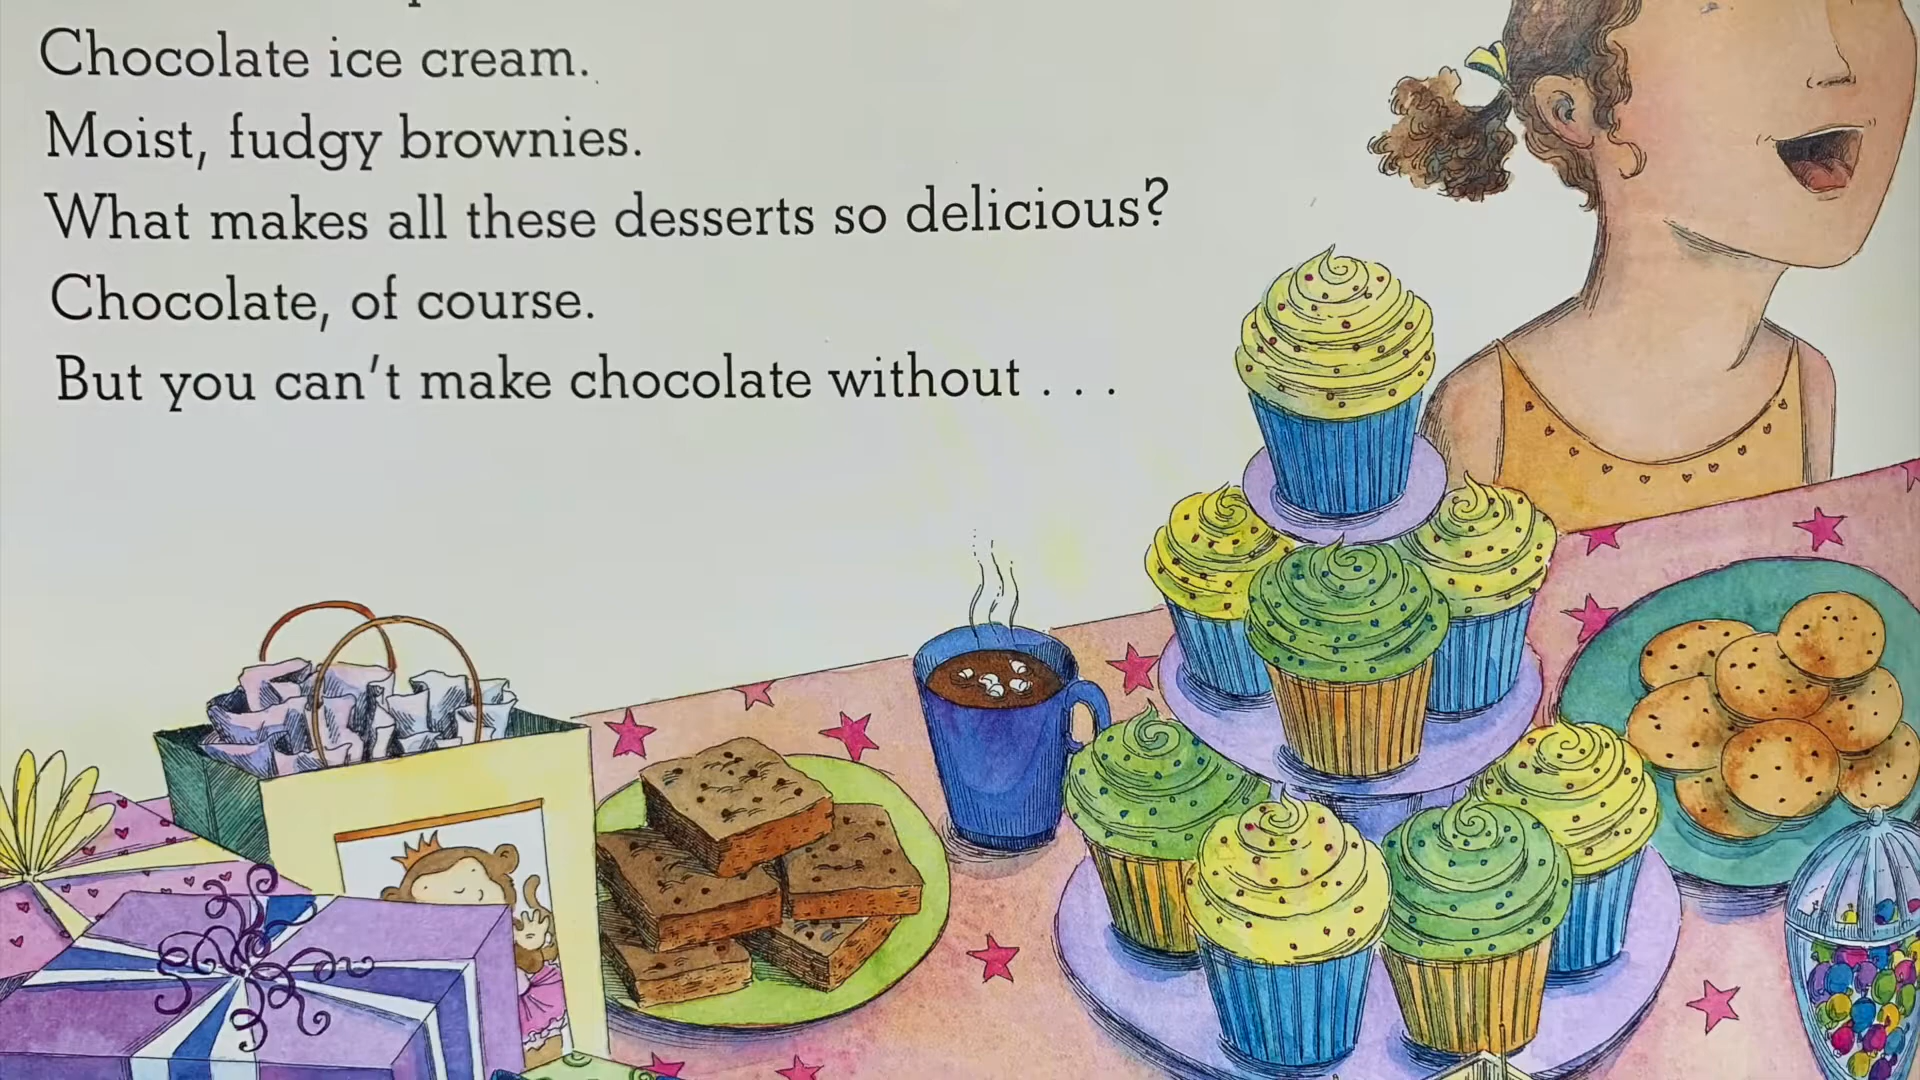 Chocolate ice cream.
Moist, fudgy brownies.
What makes all these desserts so delicious?
Chocolate, of course.
But you can't make chocolate without . . .